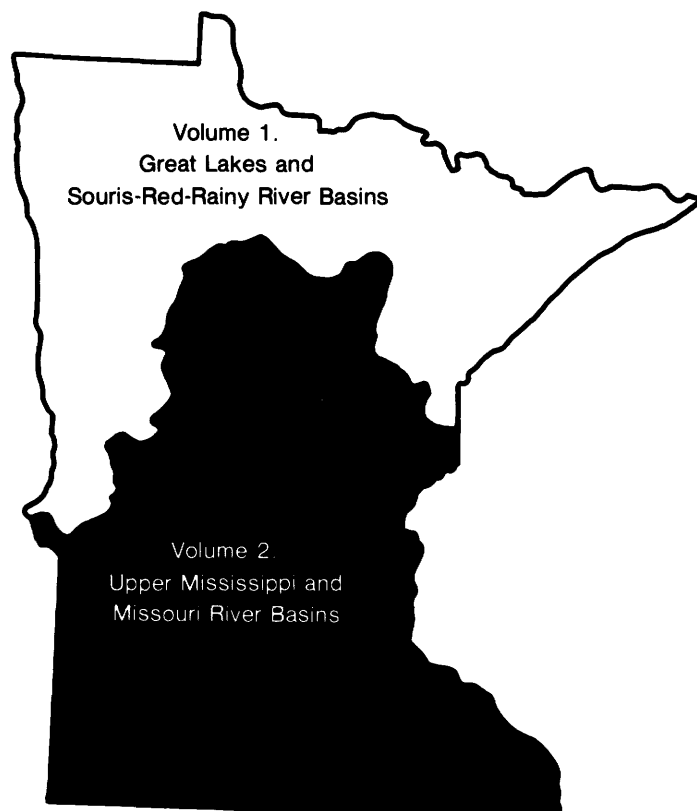 Volume 1.
Great Lakes and
Souris-Red-Rainy River Basins
Volume 2.
Upper Mississippi and
Missouri River Basins